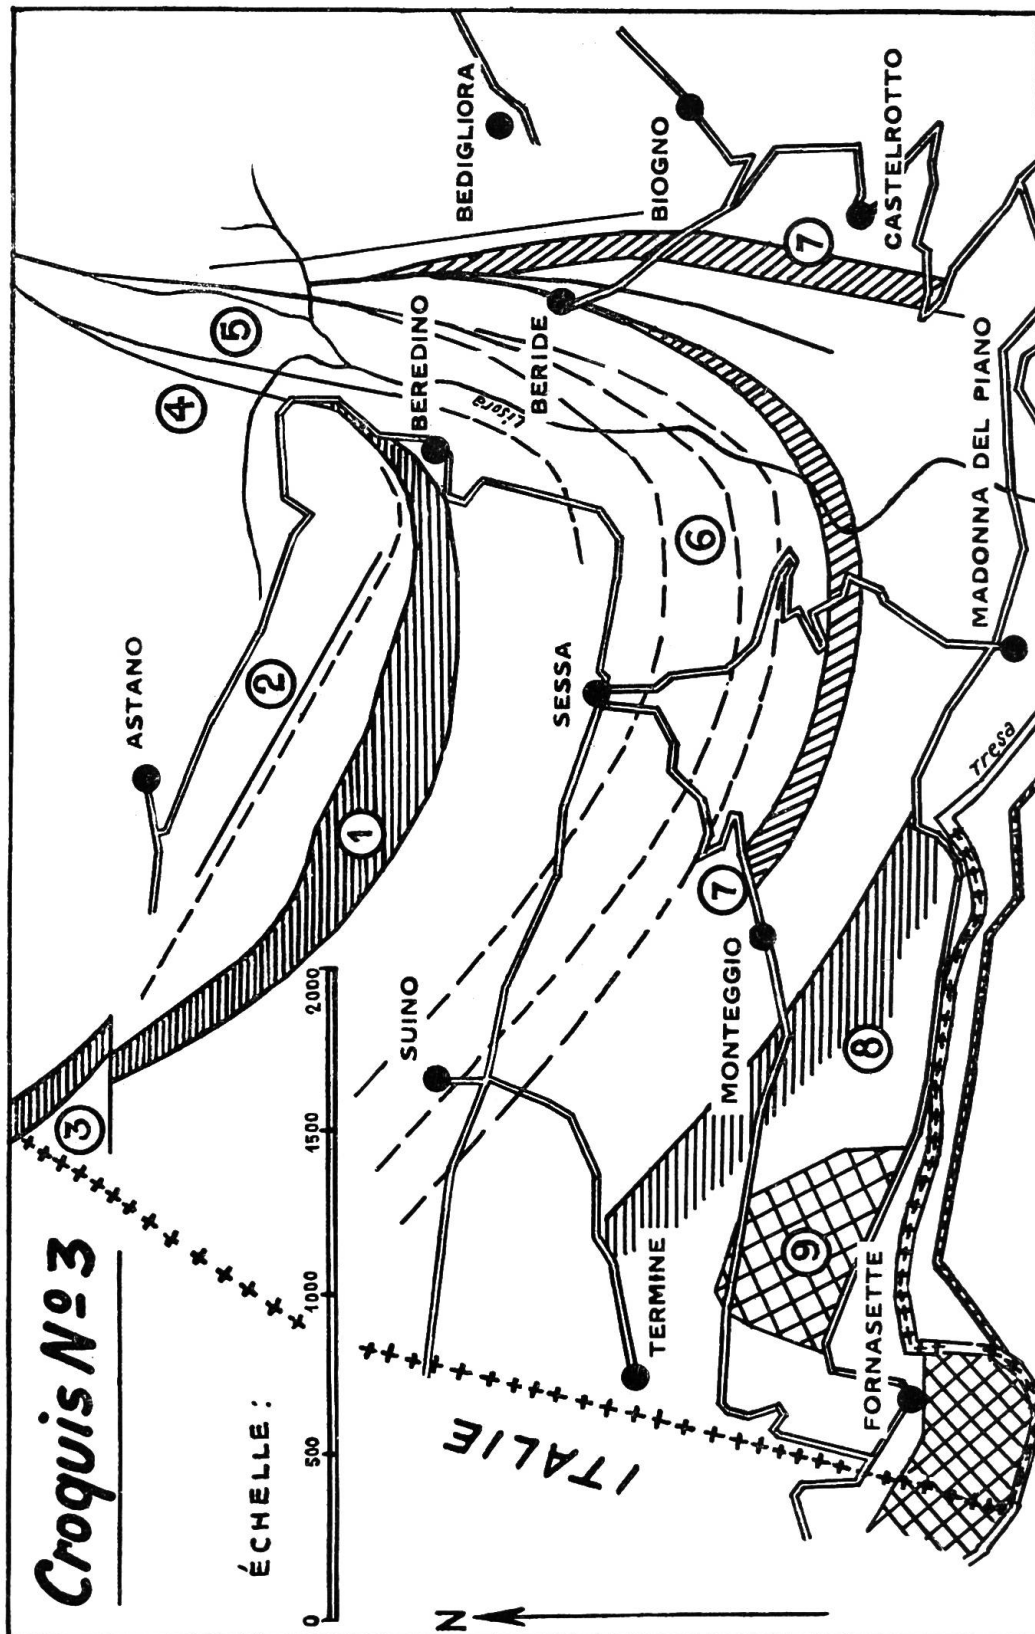 Croquis Nº 3
ÉCHELLE :
0 500 1000 1500 2000
N
ITALIE
3
ASTANO
2
1
4
5
BEDIGLIORA
BEREDINO
Lisora
BERIDE
BIOGNO
7
CASTELROTTO
SUINO
SESSA
6
TERMINE
MONTEGGIO
7
8
9
FORNASETTE
Tresa
MADONNA DEL PIANO